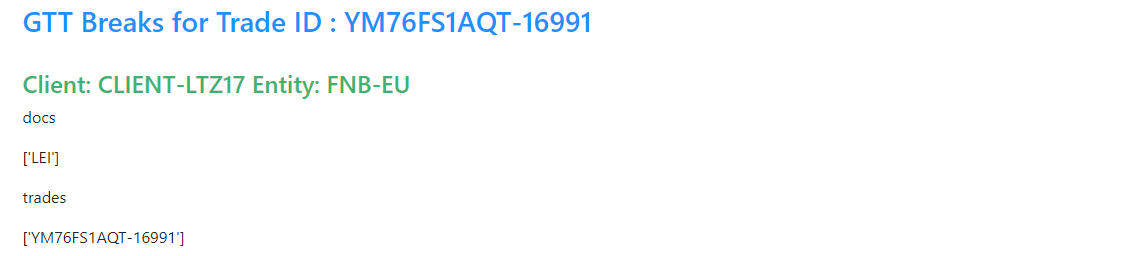 GTT Breaks for Trade ID : YM76FS1AQT-16991
Client: CLIENT-LTZ17 Entity: FNB-EU
docs
['LEI']
trades
['YM76FS1AQT-16991']